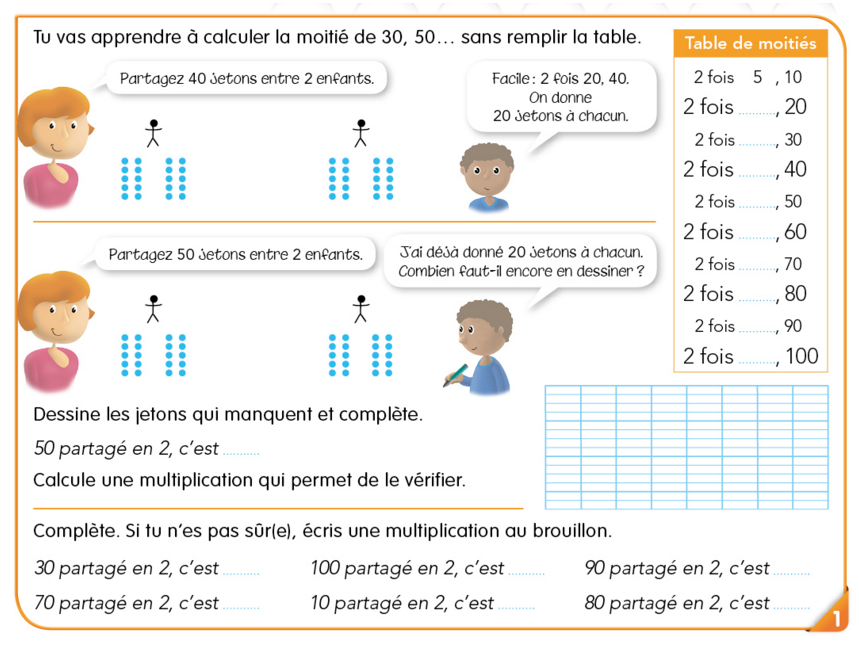 Tu vas apprendre à calculer la moitié de 30, 50... sans remplir la table.
Partagez 40 jetons entre 2 enfants.
Facile : 2 fois 20, 40.
On donne
20 jetons à chacun.
Partagez 50 jetons entre 2 enfants.
J'ai déjà donné 20 jetons à chacun.
Combien faut-il encore en dessiner ?
Table de moitiés
2 fois 5 , 10
2 fois .........., 20
2 fois .........., 30
2 fois .........., 40
2 fois .........., 50
2 fois .........., 60
2 fois .........., 70
2 fois .........., 80
2 fois .........., 90
2 fois .........., 100
Dessine les jetons qui manquent et complète.
50 partagé en 2, c'est ..........
Calcule une multiplication qui permet de le vérifier.
Complète. Si tu n'es pas sûr(e), écris une multiplication au brouillon.
30 partagé en 2, c'est .......... 100 partagé en 2, c'est .......... 90 partagé en 2, c'est ..........
70 partagé en 2, c'est .......... 10 partagé en 2, c'est .......... 80 partagé en 2, c'est ..........
1